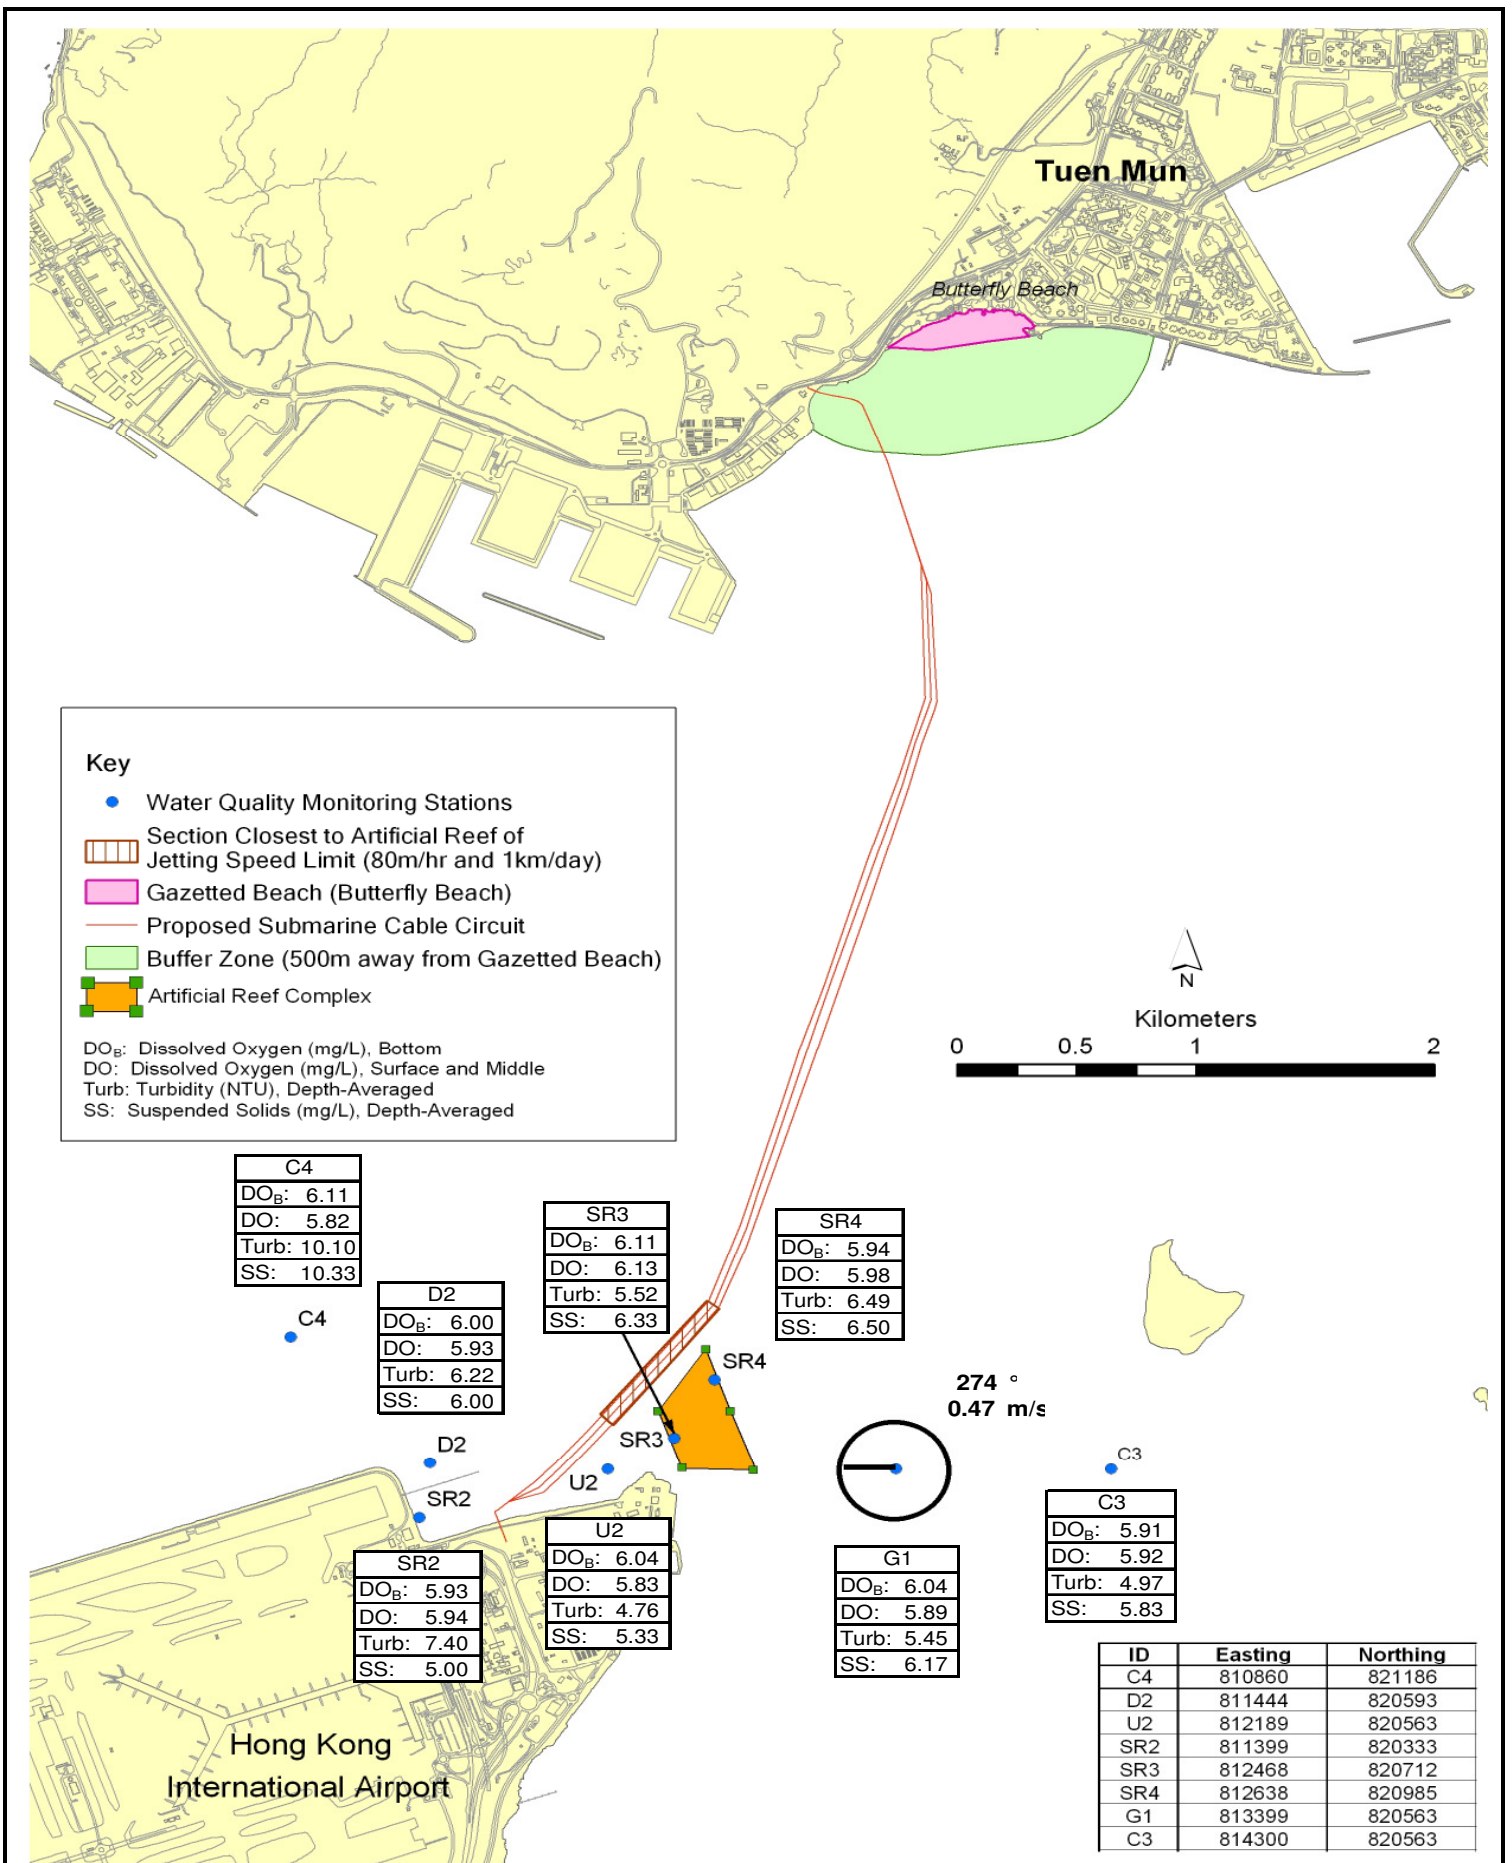 Tuen Mun
Butterfly Beach
Key
Water Quality Monitoring Stations
Section Closest to Artificial Reef of
Jetting Speed Limit (80m/hr and 1km/day)
Gazetted Beach (Butterfly Beach)
Proposed Submarine Cable Circuit
Buffer Zone (500m away from Gazetted Beach)
Artificial Reef Complex
DOB: Dissolved Oxygen (mg/L), Bottom
DO: Dissolved Oxygen (mg/L), Surface and Middle
Turb: Turbidity (NTU), Depth-Averaged
SS: Suspended Solids (mg/L), Depth-Averaged
N
Kilometers
0 0.5 1 2
C4
DOB: 6.11
DO: 5.82
Turb: 10.10
SS: 10.33
C4
D2
DOB: 6.00
DO: 5.93
Turb: 6.22
SS: 6.00
D2
SR3
DOB: 6.11
DO: 6.13
Turb: 5.52
SS: 6.33
SR3
SR4
DOB: 5.94
DO: 5.98
Turb: 6.49
SS: 6.50
SR4
274 °
0.47 m/s
C3
U2
SR2
SR2
DOB: 5.93
DO: 5.94
Turb: 7.40
SS: 5.00
U2
DOB: 6.04
DO: 5.83
Turb: 4.76
SS: 5.33
G1
DOB: 6.04
DO: 5.89
Turb: 5.45
SS: 6.17
C3
DOB: 5.91
DO: 5.92
Turb: 4.97
SS: 5.83
Hong Kong
International Airport
ID Easting Northing
C4 810860 821186
D2 811444 820593
U2 812189 820563
SR2 811399 820333
SR3 812468 820712
SR4 812638 820985
G1 813399 820563
C3 814300 820563